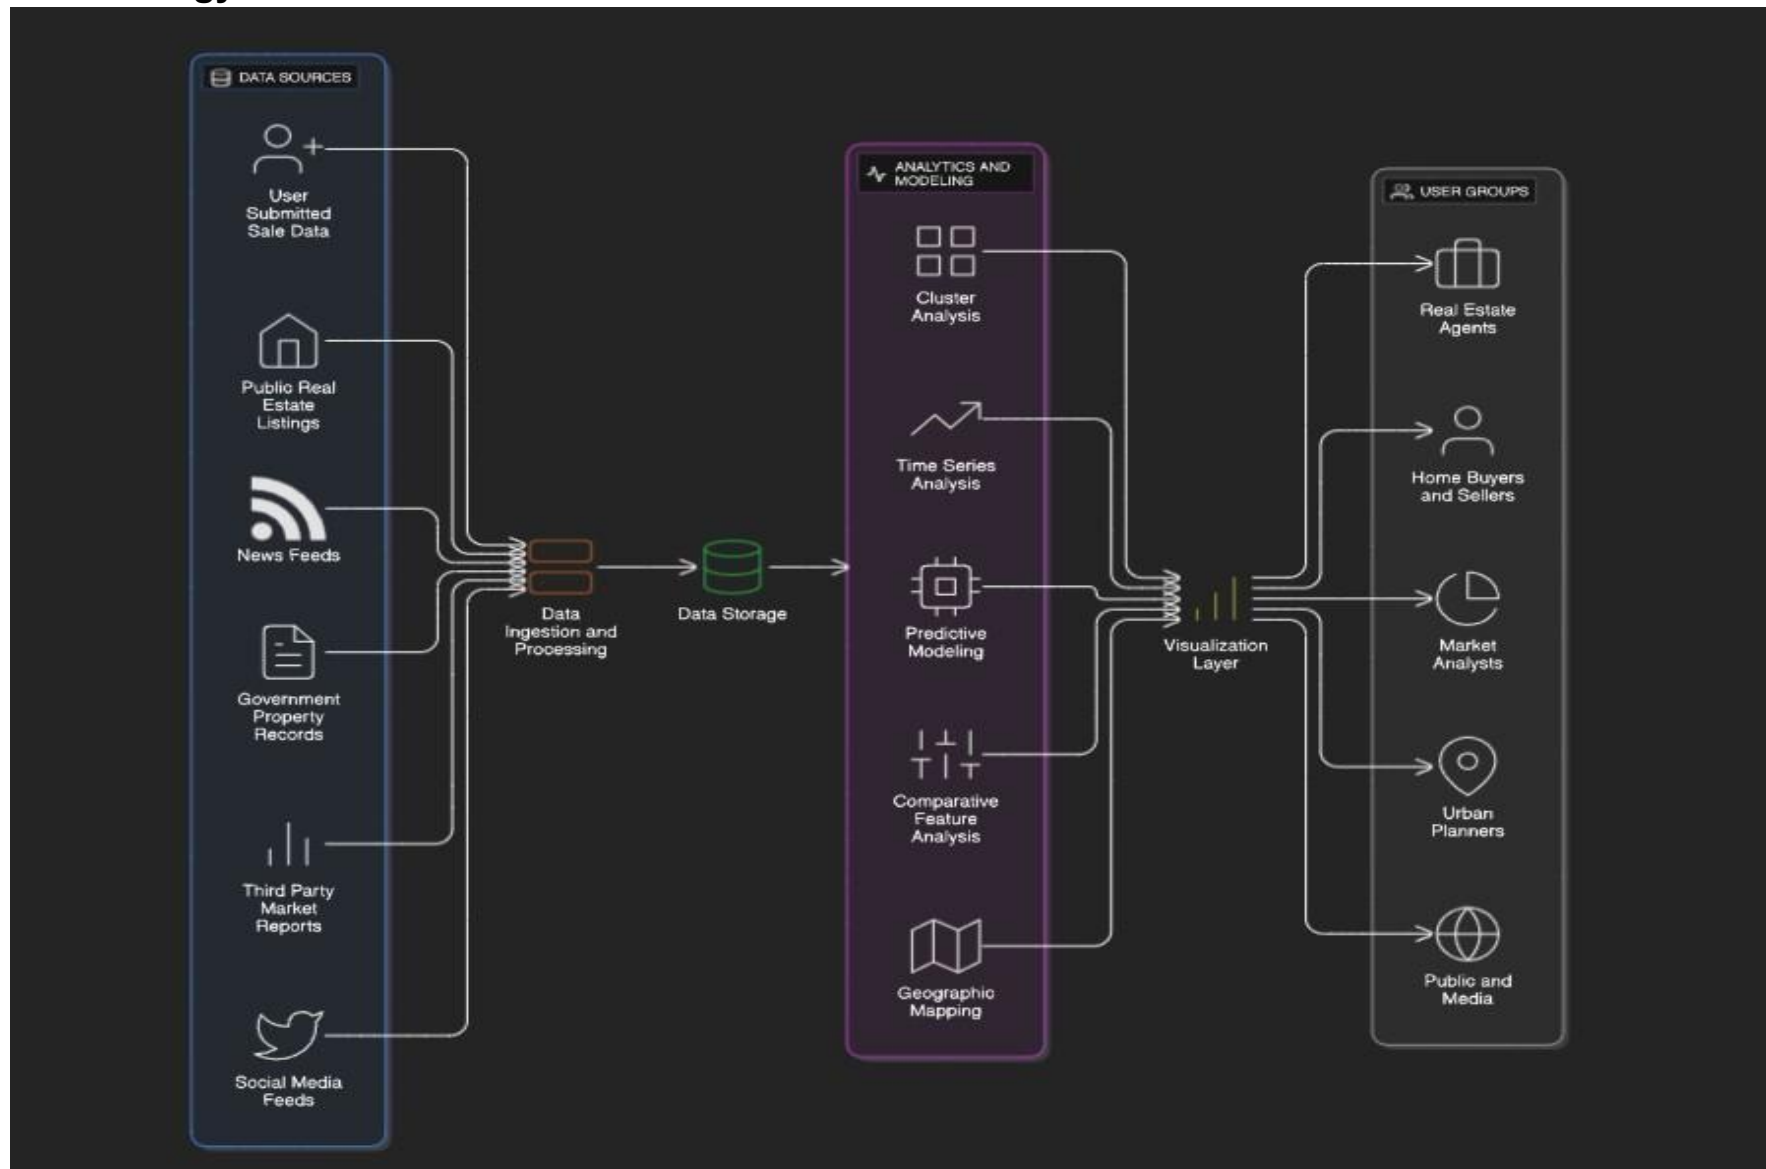 DATA SOURCES
User
Submitted
Sale Data
Public Real
Estate
Listings
News Feeds
Government
Property
Records
Third Party
Market
Reports
Social Media
Feeds
Data
Ingestion and
Processing
Data Storage
ANALYTICS AND
MODELING
Cluster
Analysis
Time Series
Analysis
Predictive
Modeling
Comparative
Feature
Analysis
Geographic
Mapping
Visualization
Layer
USER GROUPS
Real Estate
Agents
Home Buyers
and Sellers
Market
Analysts
Urban
Planners
Public and
Media